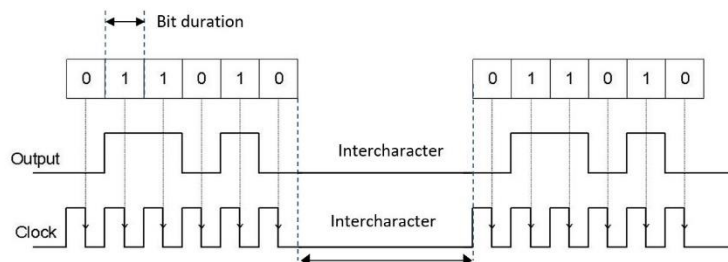 Bit duration
0 1 1 0 1 0 0 1 1 0 1 0
Output Intercharacter
Clock Intercharacter